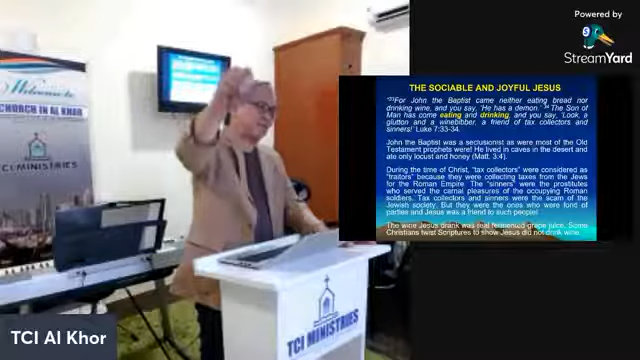 Powered by
StreamYard
Welcome to
CHURCH IN AL KHOR
TCI MINISTRIES
THE SOCIABLE AND JOYFUL JESUS
"33For John the Baptist came neither eating bread nor
drinking wine, and you say, 'He has a demon.' 34 The Son of
Man has come eating and drinking, and you say, 'Look, a
glutton and a winebibber, a friend of tax collectors and
sinners!' Luke 7:33-34.
John the Baptist was a seclusionist as were most of the Old
Testament prophets were! He lived in caves in the desert and
ate only locust and honey (Matt. 3:4).
During the time of Christ, "tax collectors" were considered as
"traitors" because they were collecting taxes from the Jews
for the Roman Empire. The "sinners" were the prostitutes
who served the carnal pleasures of the occupying Roman
soldiers. Tax collectors and sinners were the scam of the
Jewish society. But they were the ones who were fond of
parties and Jesus was a friend to such people!
The wine Jesus drank was real fermented grape juice. Some
Christians twist Scriptures to show Jesus did not drink wine.
TCI MINISTRIES
TCI Al Khor